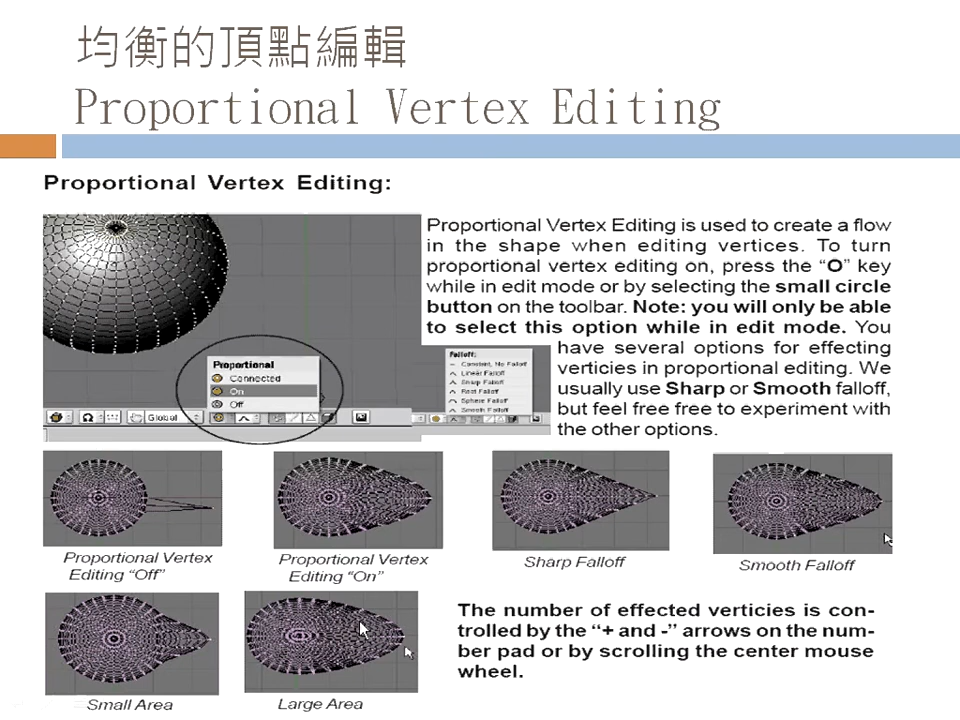 均衡的頂點編輯
Proportional Vertex Editing
Proportional Vertex Editing:
Proportional Vertex Editing is used to create a flow
in the shape when editing vertices. To turn
proportional vertex editing on, press the “O” key
while in edit mode or by selecting the small circle
button on the toolbar. Note: you will only be able
to select this option while in edit mode. You
have several options for effecting
verticies in proportional editing. We
usually use Sharp or Smooth falloff,
but feel free free to experiment with
the other options.
Proportional
Connected
On
Off
Global
Falloff:
Constant, No Falloff
Linear Falloff
Sharp Falloff
Root Falloff
Sphere Falloff
Smooth Falloff
Proportional Vertex
Editing “Off”
Proportional Vertex
Editing “On”
Sharp Falloff
Smooth Falloff
The number of effected verticies is con-
trolled by the “+ and -” arrows on the num-
ber pad or by scrolling the center mouse
wheel.
Small Area
Large Area